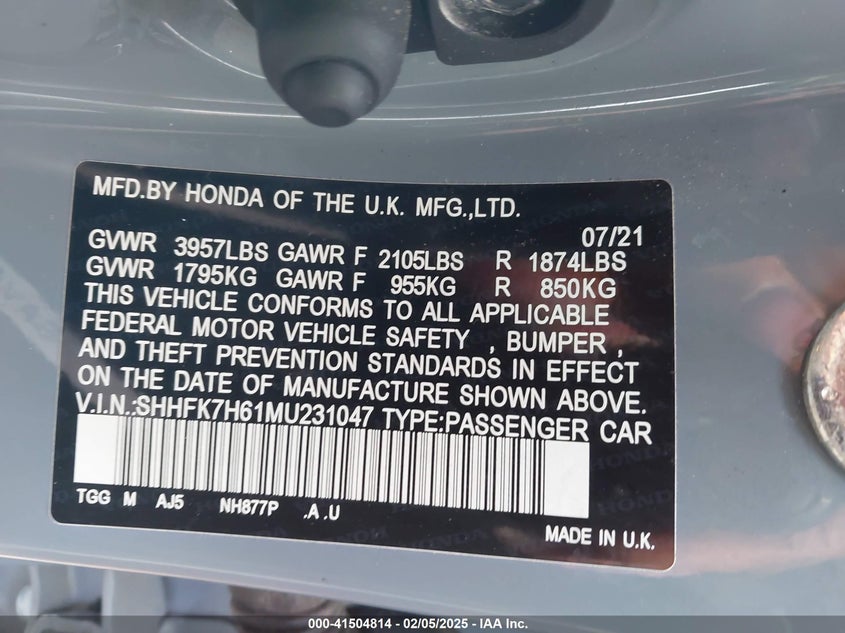 MFD.BY HONDA OF THE U.K. MFG.,LTD.
07/21
GVWR 3957LBS GAWR F 2105LBS R 1874LBS
GVWR 1795KG GAWR F 955KG R 850KG
THIS VEHICLE CONFORMS TO ALL APPLICABLE
FEDERAL MOTOR VEHICLE SAFETY , BUMPER ,
AND THEFT PREVENTION STANDARDS IN EFFECT
ON THE DATE OF MANUFACTURE SHOWN ABOVE.
V.I.N.:SHHFK7H61MU231047 TYPE:PASSENGER CAR
TGG M AJ5 NH877P .A .U
MADE IN U.K.
000-41504814 - 02/05/2025 - IAA Inc.